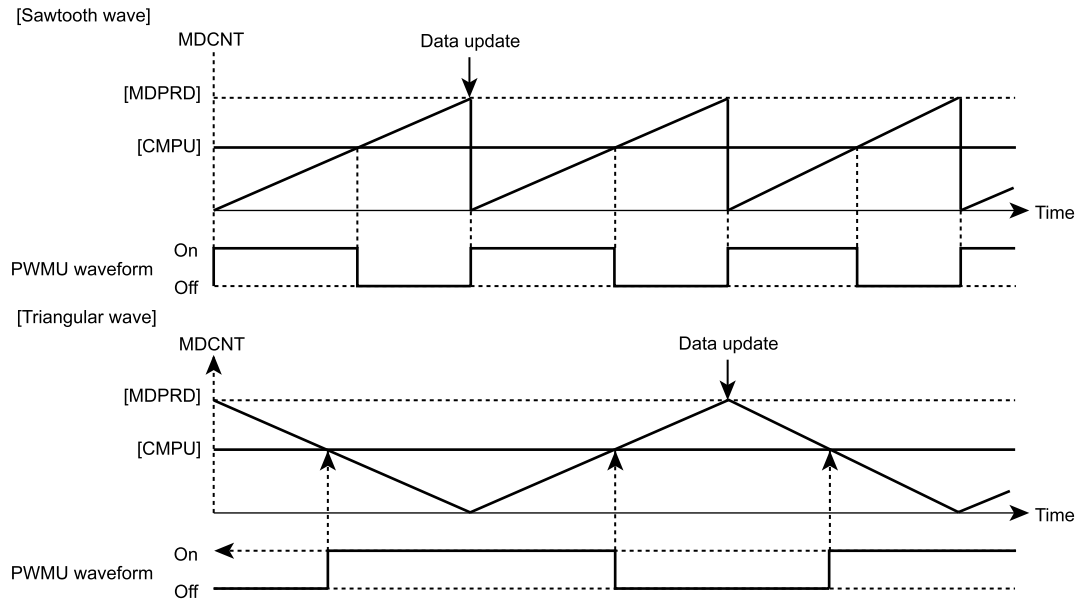 [Sawtooth wave]
MDCNT
Data update
[MDPRD]
[CMPU]
Time
On
PWMU waveform
Off
[Triangular wave]
MDCNT
Data update
[MDPRD]
[CMPU]
Time
On
PWMU waveform
Off